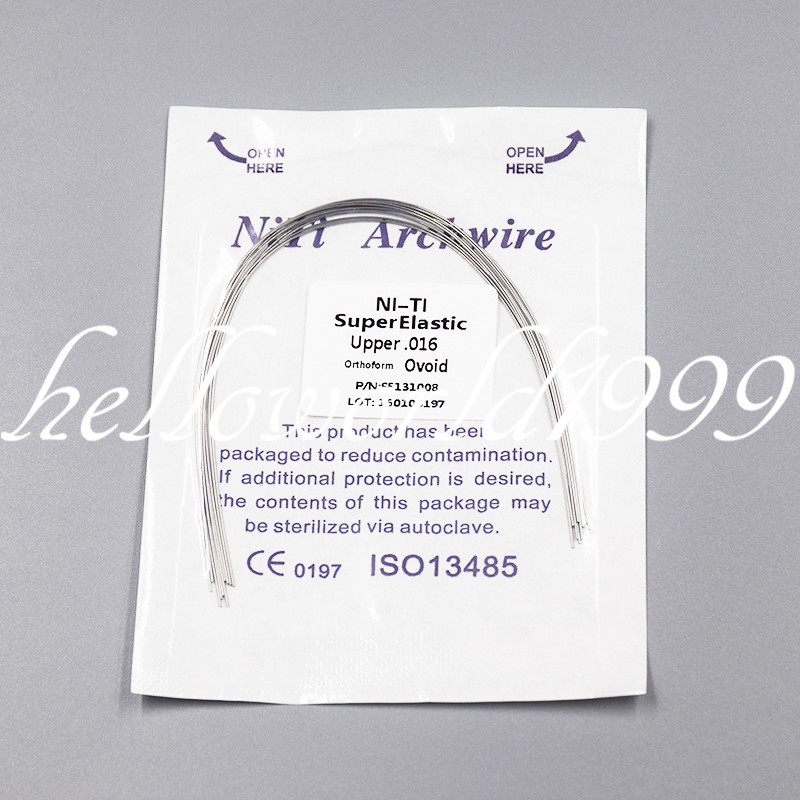 OPEN
HERE
OPEN
HERE
NiTi Archwire
NI-TI
SuperElastic
Upper .016
Orthoform Ovoid
helloworld1999
This product has been
packaged to reduce contamination.
If additional protection is desired,
the contents of this package may
be sterilized via autoclave.
CE 0197 ISO13485